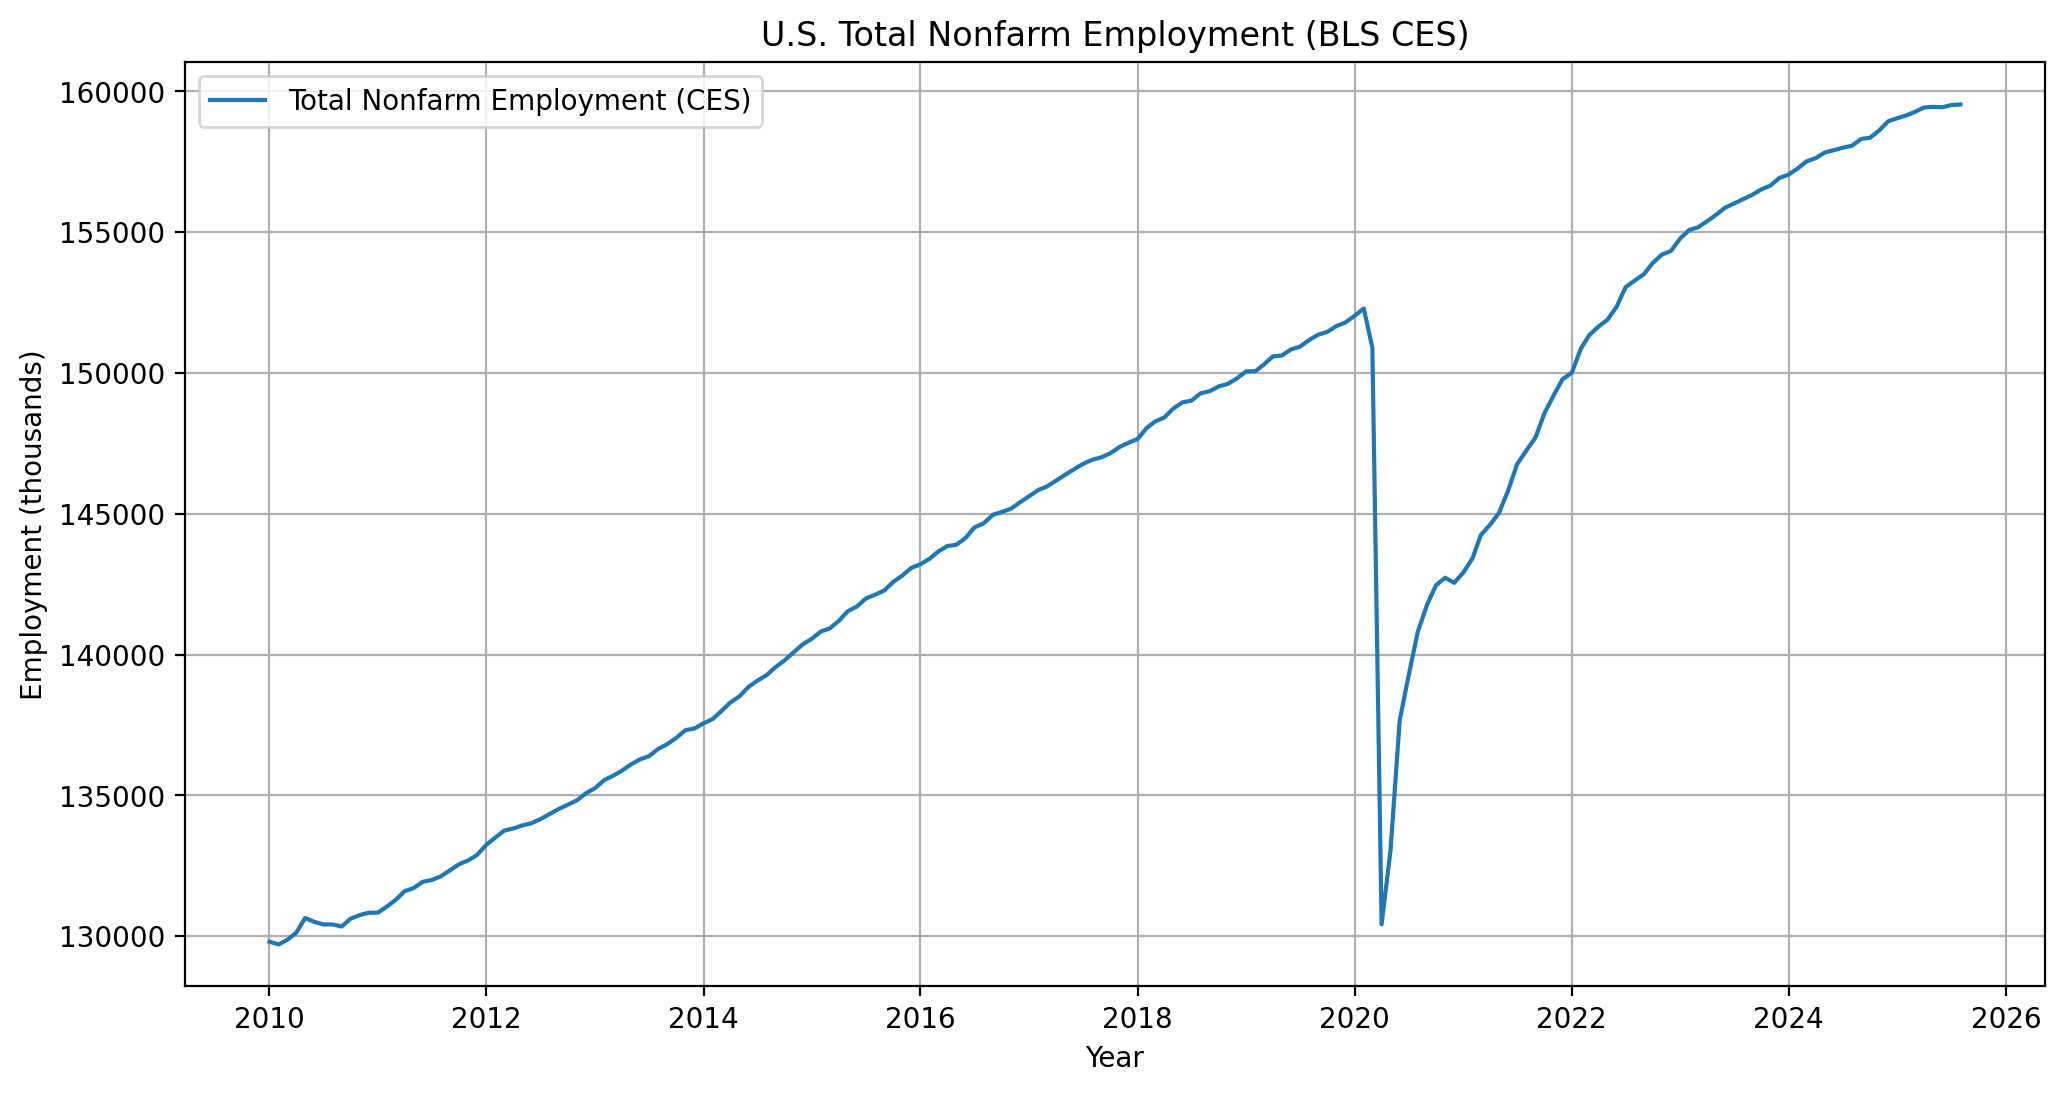 U.S. Total Nonfarm Employment (BLS CES)
Total Nonfarm Employment (CES)
160000
155000
150000
145000
140000
135000
130000
Employment (thousands)
2010 2012 2014 2016 2018 2020 2022 2024 2026
Year